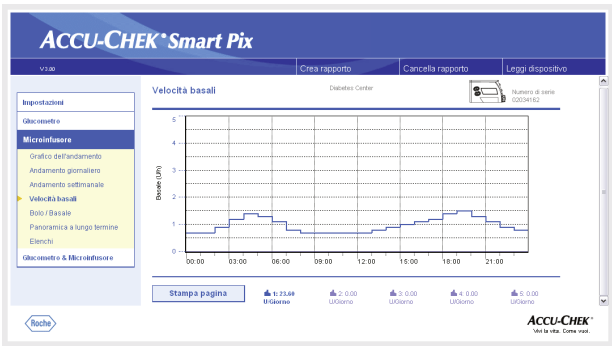 ACCU-CHEK® Smart Pix
V 3.00
Crea rapporto
Cancella rapporto
Leggi dispositivo
Impostazioni
Glucometro
Microinfusore
Grafico dell'andamento
Andamento giornaliero
Andamento settimanale
Velocità basali
Bolo / Basale
Panoramica a lungo termine
Elenchi
Glucometro & Microinfusore
Velocità basali
Diabetes Center
Numero di serie
02034162
Basale (U/h)
5
4
3
2
1
0
00:00 03:00 06:00 09:00 12:00 15:00 18:00 21:00
Stampa pagina
1: 23.60
U/Giorno
2: 0.00
U/Giorno
3: 0.00
U/Giorno
4: 0.00
U/Giorno
5: 0.00
U/Giorno
Roche
ACCU-CHEK®
Vivi la vita. Come vuoi.